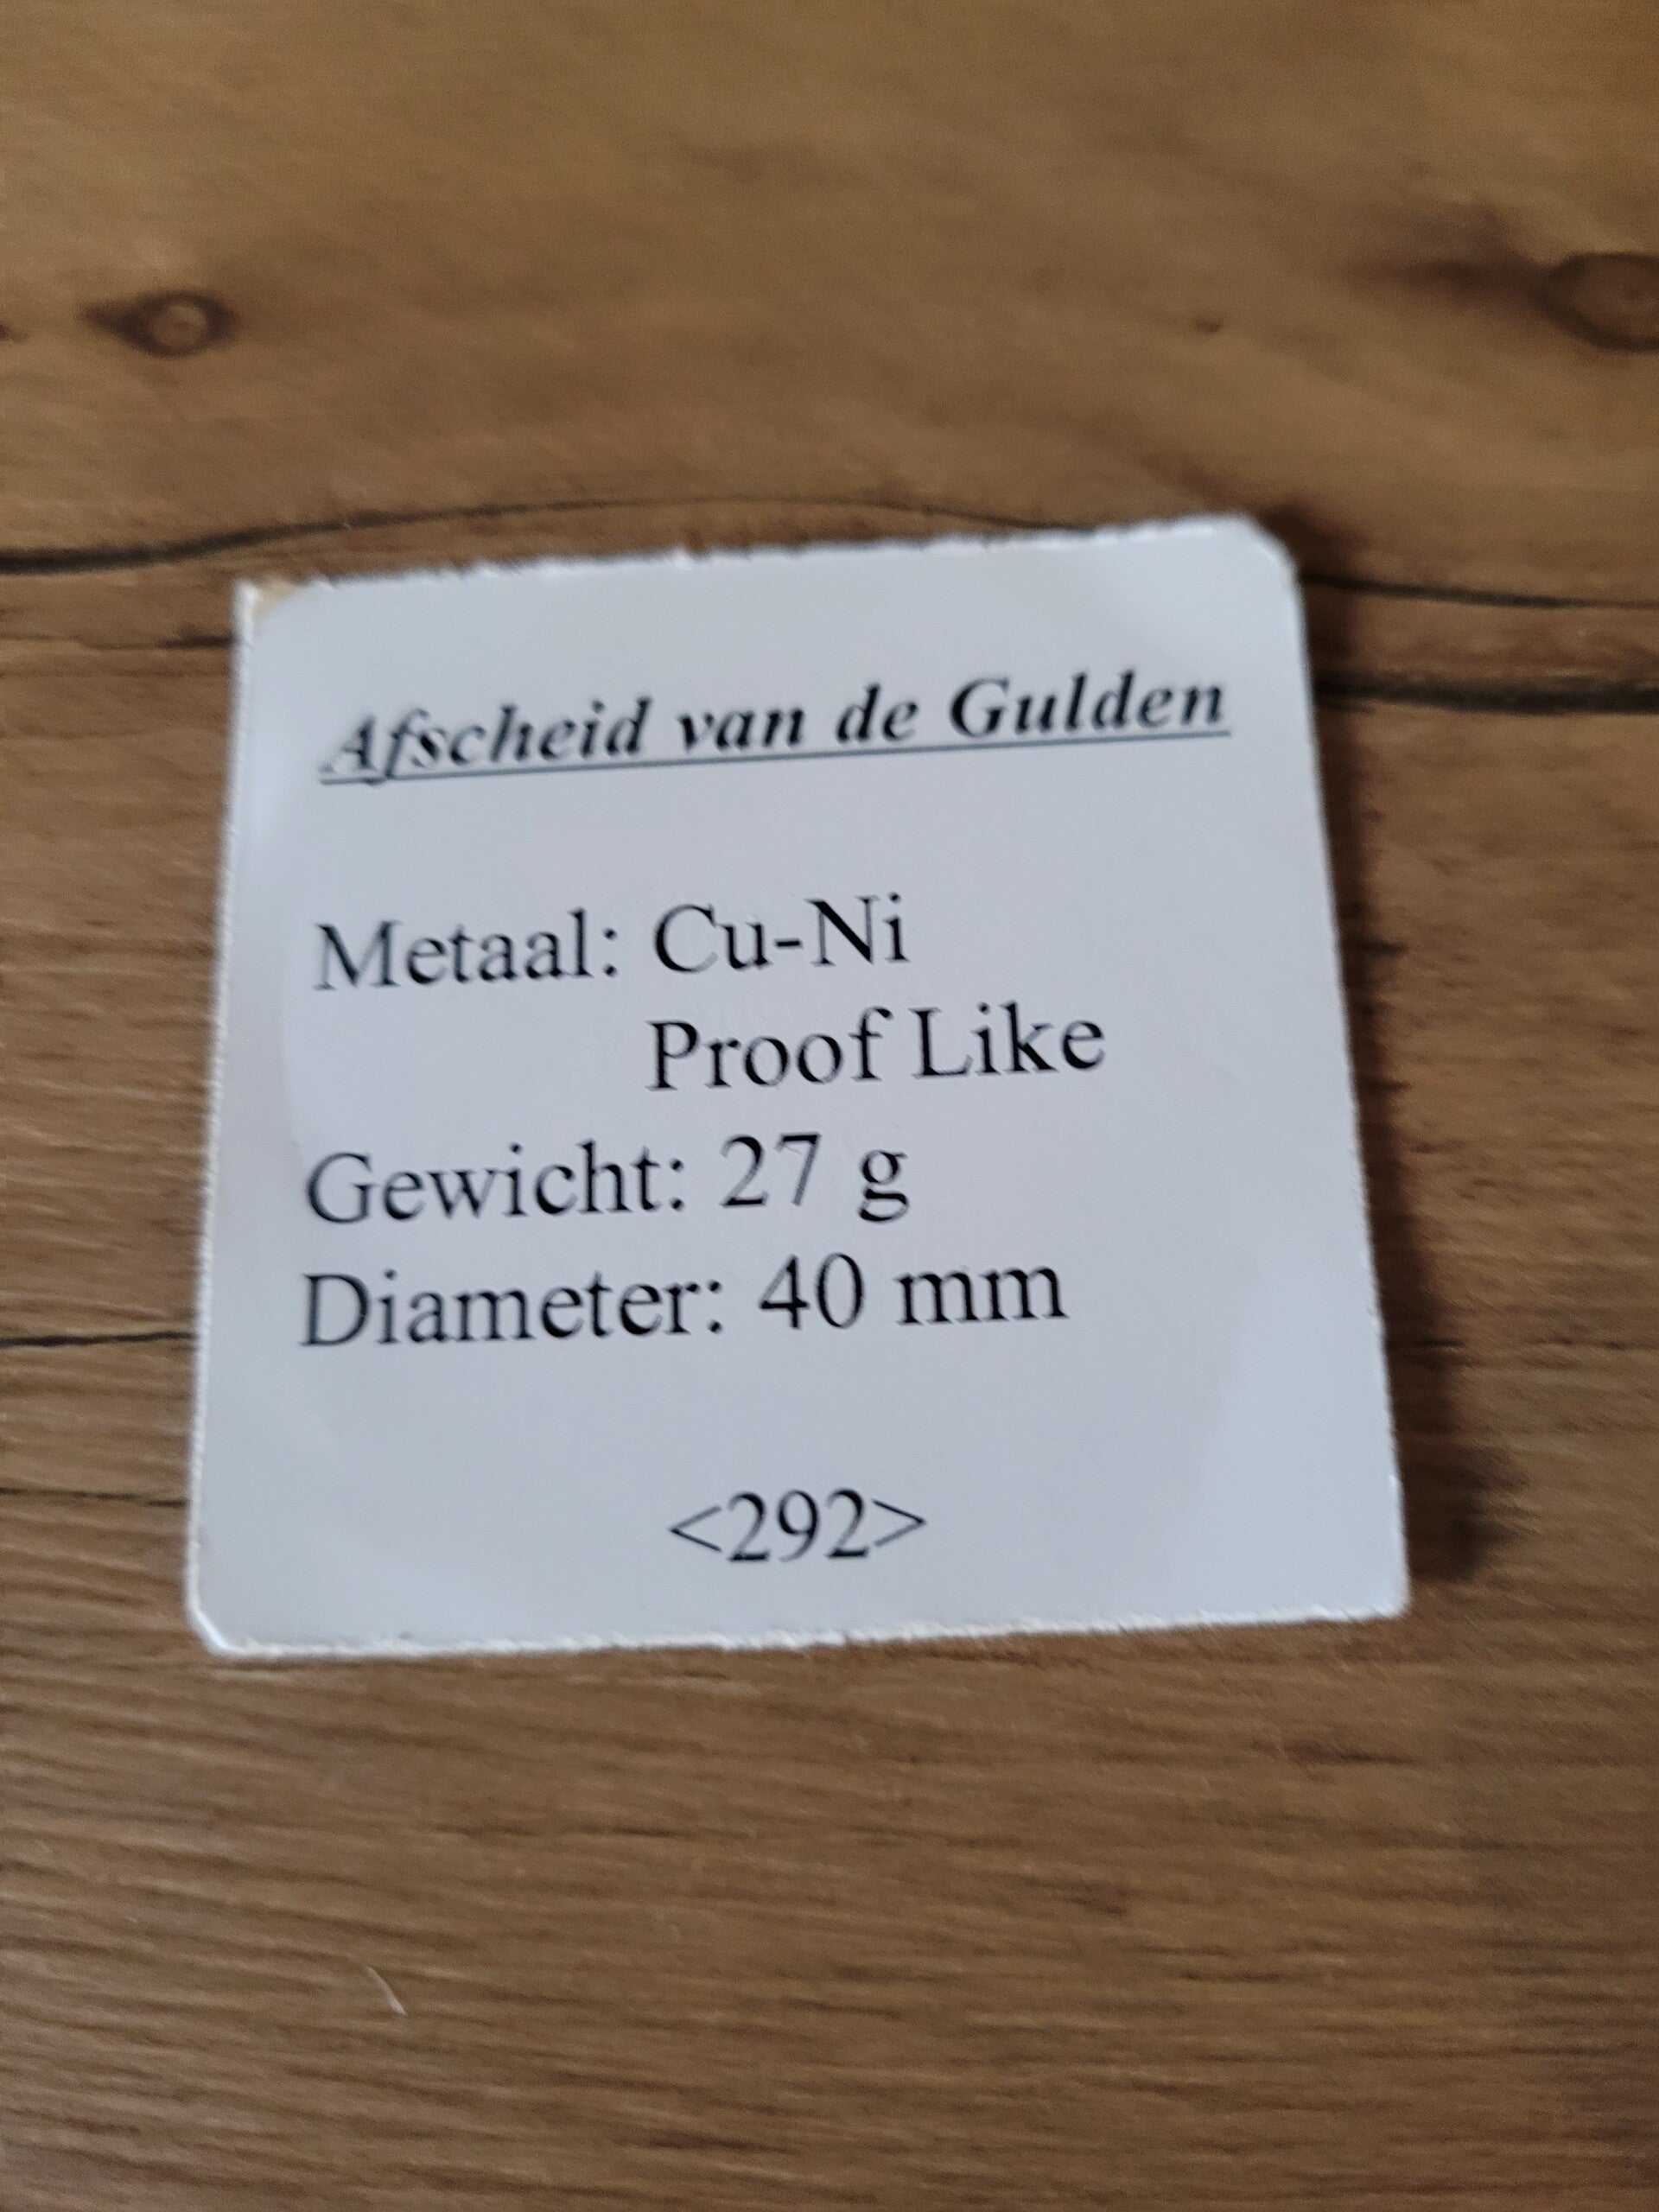 Afscheid van de Gulden
Metaal: Cu-Ni
Proof Like
Gewicht: 27 g
Diameter: 40 mm
<292>